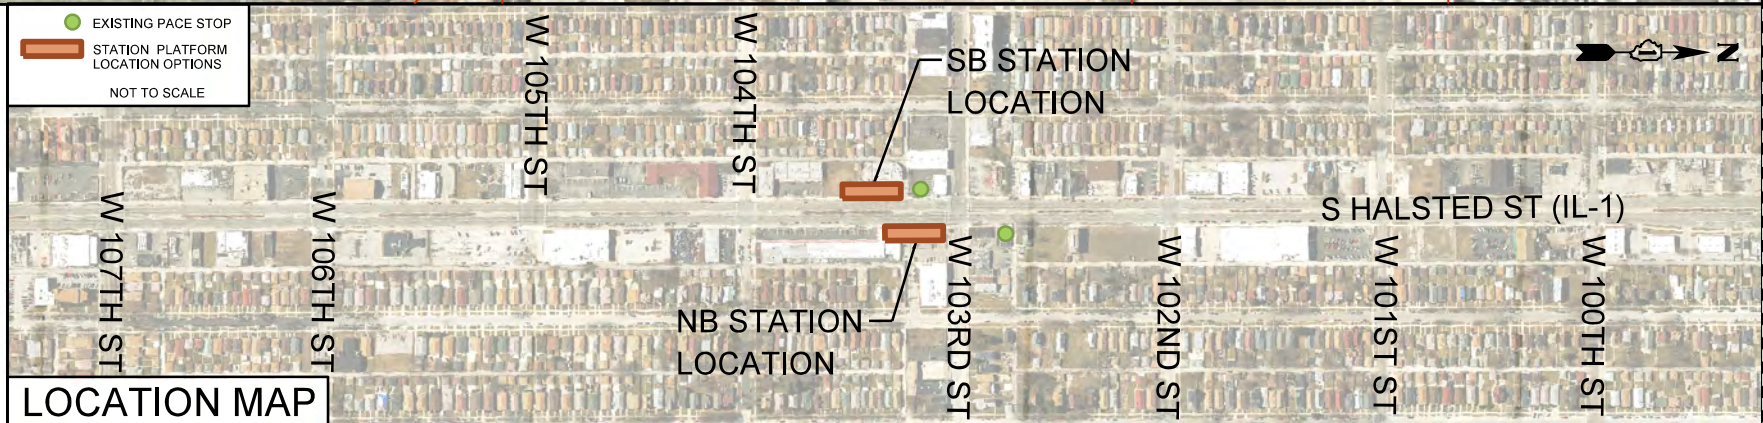 EXISTING PACE STOP
STATION PLATFORM
LOCATION OPTIONS
NOT TO SCALE
W 105TH ST
W 104TH ST
SB STATION
LOCATION
N
W 107TH ST
W 106TH ST
S HALSTED ST (IL-1)
NB STATION
LOCATION
W 103RD ST
W 102ND ST
W 101ST ST
W 100TH ST
LOCATION MAP